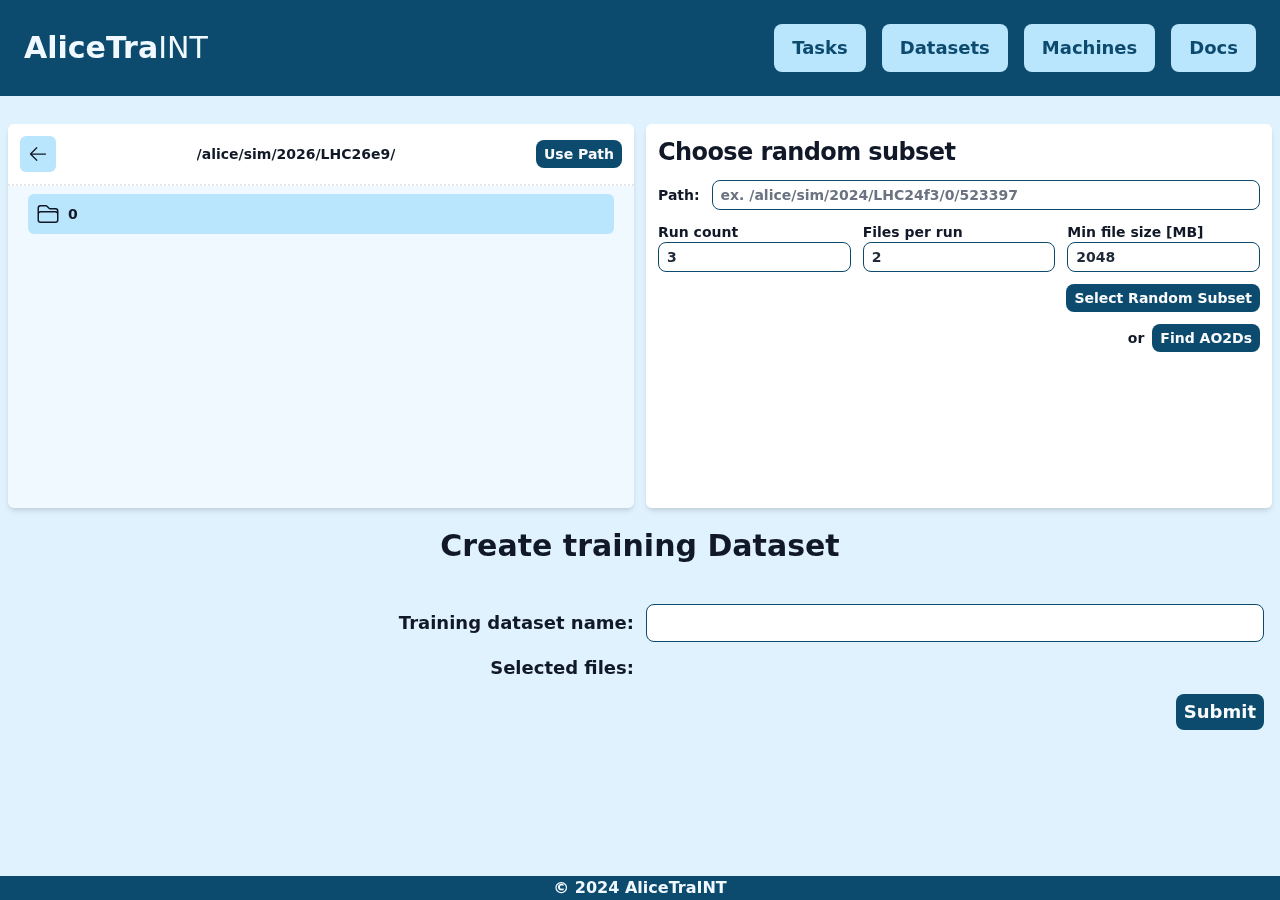 AliceTraINT
Tasks
Datasets
Machines
Docs
/alice/sim/2026/LHC26e9/
Use Path
0
Choose random subset
Path:
ex. /alice/sim/2024/LHC24f3/0/523397
Run count
Files per run
Min file size [MB]
3
2
2048
Select Random Subset
or
Find AO2Ds
Create training Dataset
Training dataset name:
Selected files:
Submit
© 2024 AliceTraINT